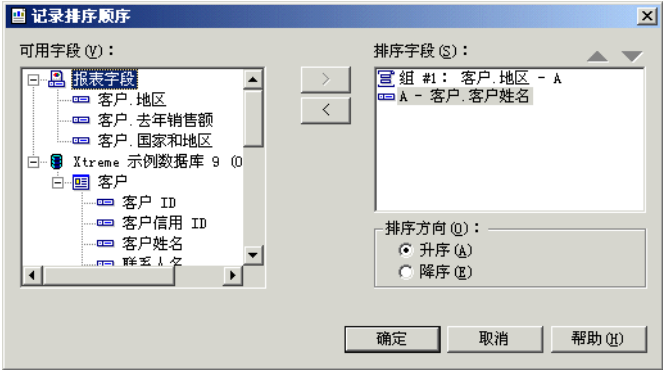 记录排序顺序
可用字段(V)：
报表字段
客户.地区
客户.去年销售额
客户.国家和地区
Xtreme 示例数据库 9 (O
客户
客户 ID
客户信用 ID
客户姓名
联系人名
>
<
排序字段(S)：
组 #1: 客户.地区 - A
A - 客户.客户姓名
排序方向(O)：
升序(A)
降序(E)
确定
取消
帮助(H)